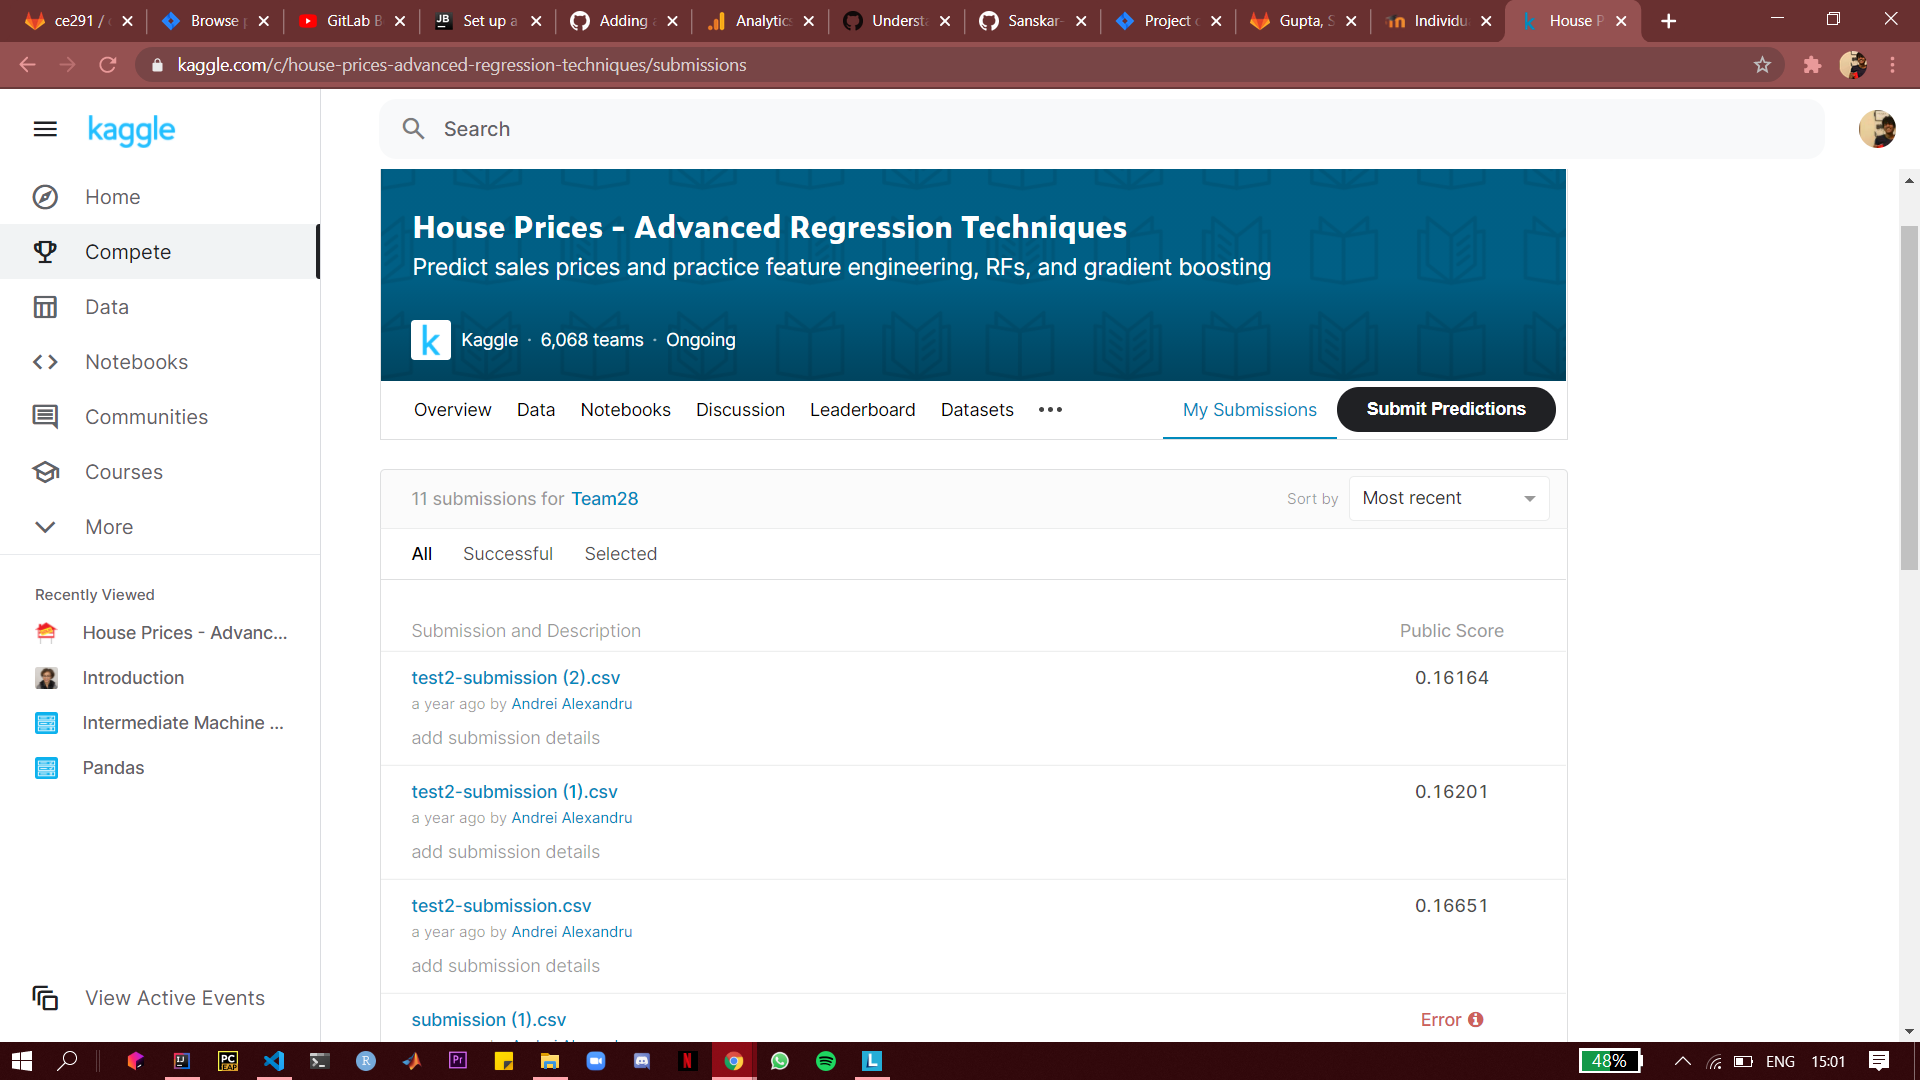 ce291 / 
Browse 
GitLab B
Set up a
Adding 
Analytics
Underst
Sanskar-
Project 
Gupta, S
Individu
House P
kaggle.com/c/house-prices-advanced-regression-techniques/submissions
kaggle
Search
Home
Compete
Data
Notebooks
Communities
Courses
More
Recently Viewed
House Prices - Advanc...
Introduction
Intermediate Machine ...
Pandas
View Active Events
House Prices - Advanced Regression Techniques
Predict sales prices and practice feature engineering, RFs, and gradient boosting
k
Kaggle · 6,068 teams · Ongoing
Overview Data Notebooks Discussion Leaderboard Datasets ••• My Submissions Submit Predictions
11 submissions for Team28
Sort by Most recent
All Successful Selected
Submission and Description Public Score
test2-submission (2).csv 0.16164
a year ago by Andrei Alexandru
add submission details
test2-submission (1).csv 0.16201
a year ago by Andrei Alexandru
add submission details
test2-submission.csv 0.16651
a year ago by Andrei Alexandru
add submission details
submission (1).csv Error
48% ENG 15:01